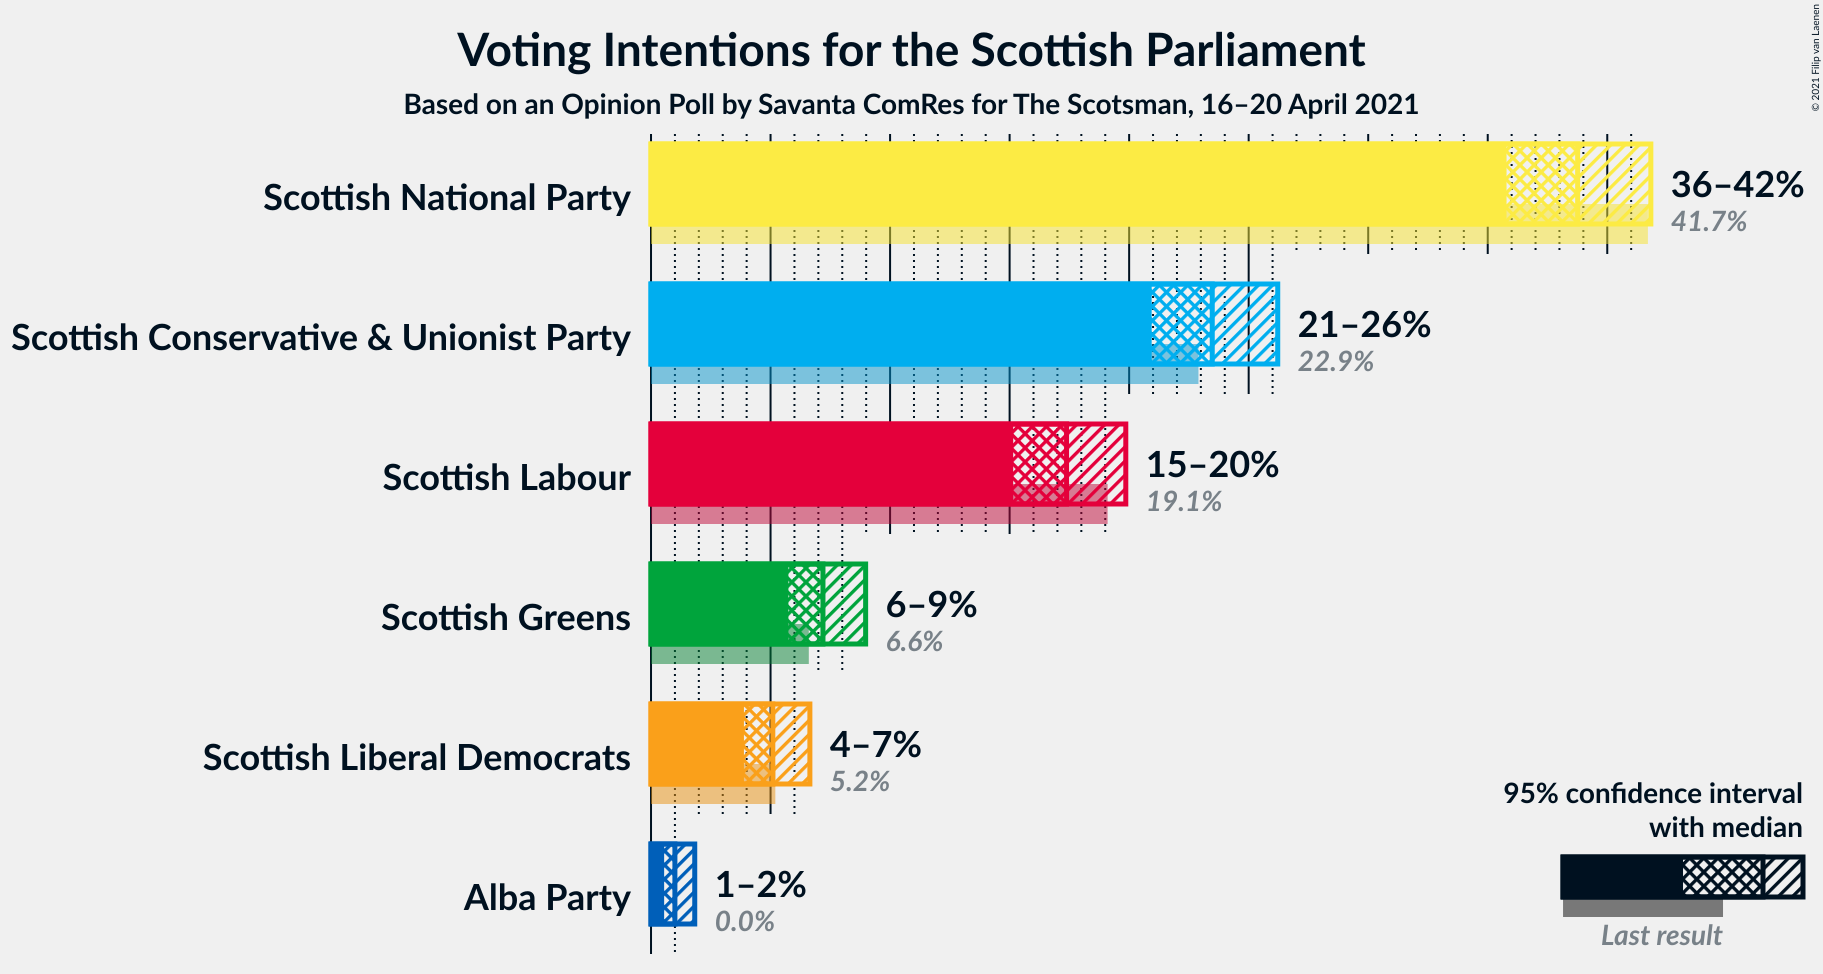 Voting Intentions for the Scottish Parliament
Based on an Opinion Poll by Savanta ComRes for The Scotsman, 16–20 April 2021
© 2021 Filip van Laenen
Scottish National Party
36–42%
41.7%
Scottish Conservative & Unionist Party
21–26%
22.9%
Scottish Labour
15–20%
19.1%
Scottish Greens
6–9%
6.6%
Scottish Liberal Democrats
4–7%
5.2%
Alba Party
1–2%
0.0%
95% confidence interval
with median
Last result